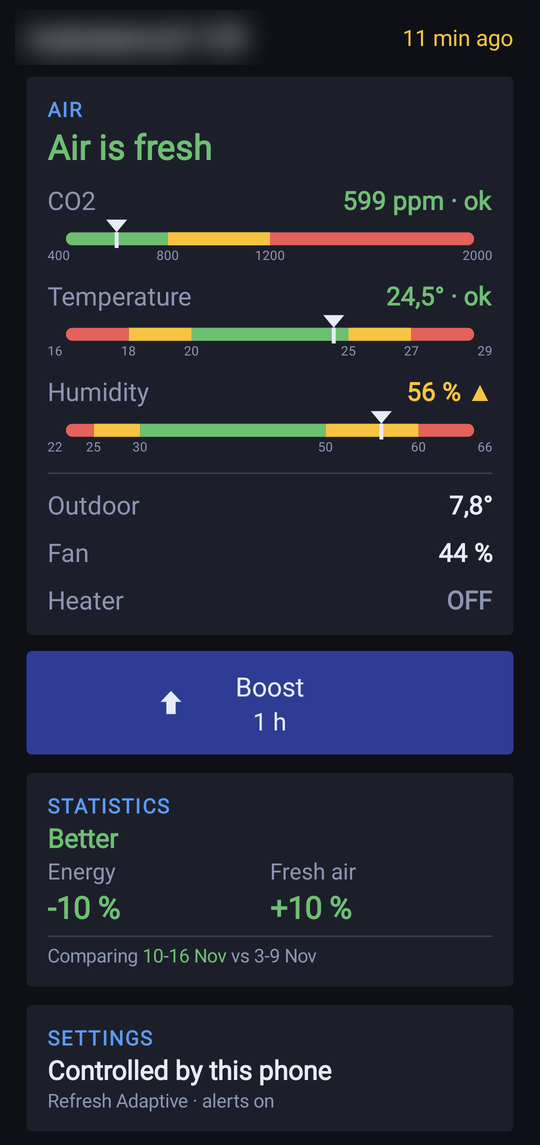 11 min ago
AIR
Air is fresh
CO2 599 ppm · ok
400 800 1200 2000
Temperature 24,5° · ok
16 18 20 25 27 29
Humidity 56 % ▲
22 25 30 50 60 66
Outdoor 7,8°
Fan 44 %
Heater OFF
Boost
1 h
STATISTICS
Better
Energy Fresh air
-10 % +10 %
Comparing 10-16 Nov vs 3-9 Nov
SETTINGS
Controlled by this phone
Refresh Adaptive · alerts on